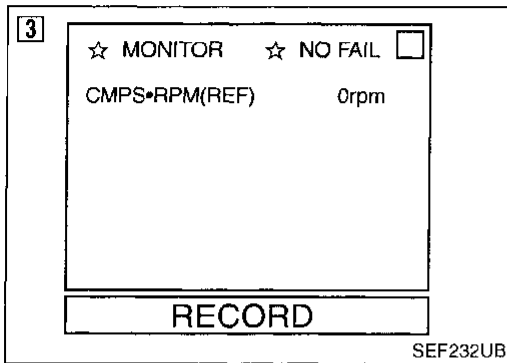 3
☆ MONITOR ☆ NO FAIL
CMPS•RPM(REF) 0rpm
RECORD
SEF232UB